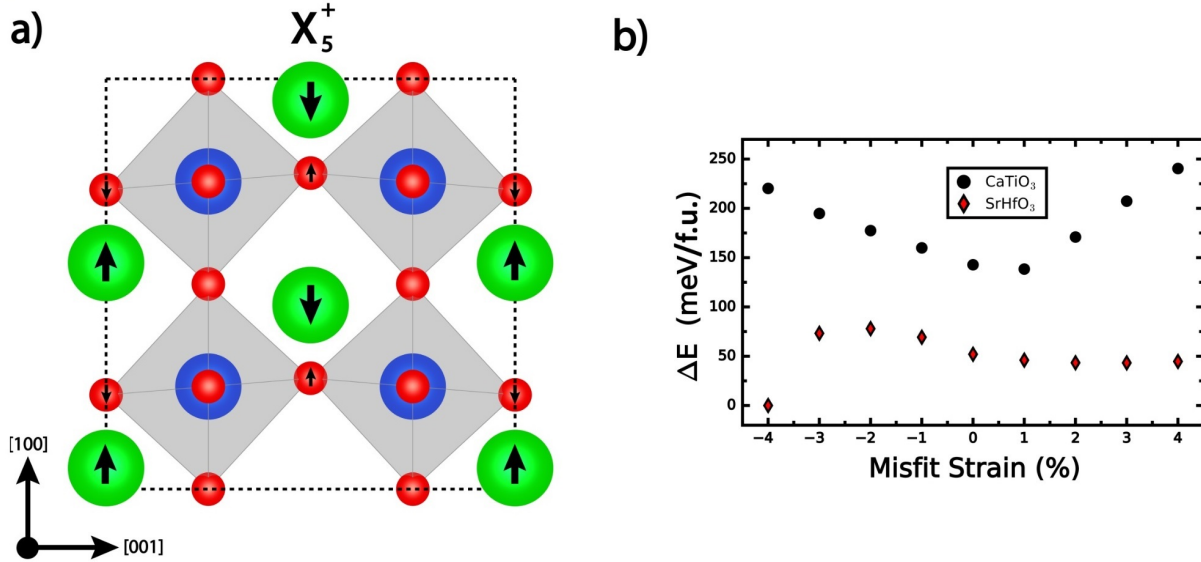 a)
X₅⁺
[100]
[001]
b)
ΔE (meV/f.u.)
250
200
150
100
50
0
CaTiO₃
SrHfO₃
−4 −3 −2 −1 0 1 2 3 4
Misfit Strain (%)